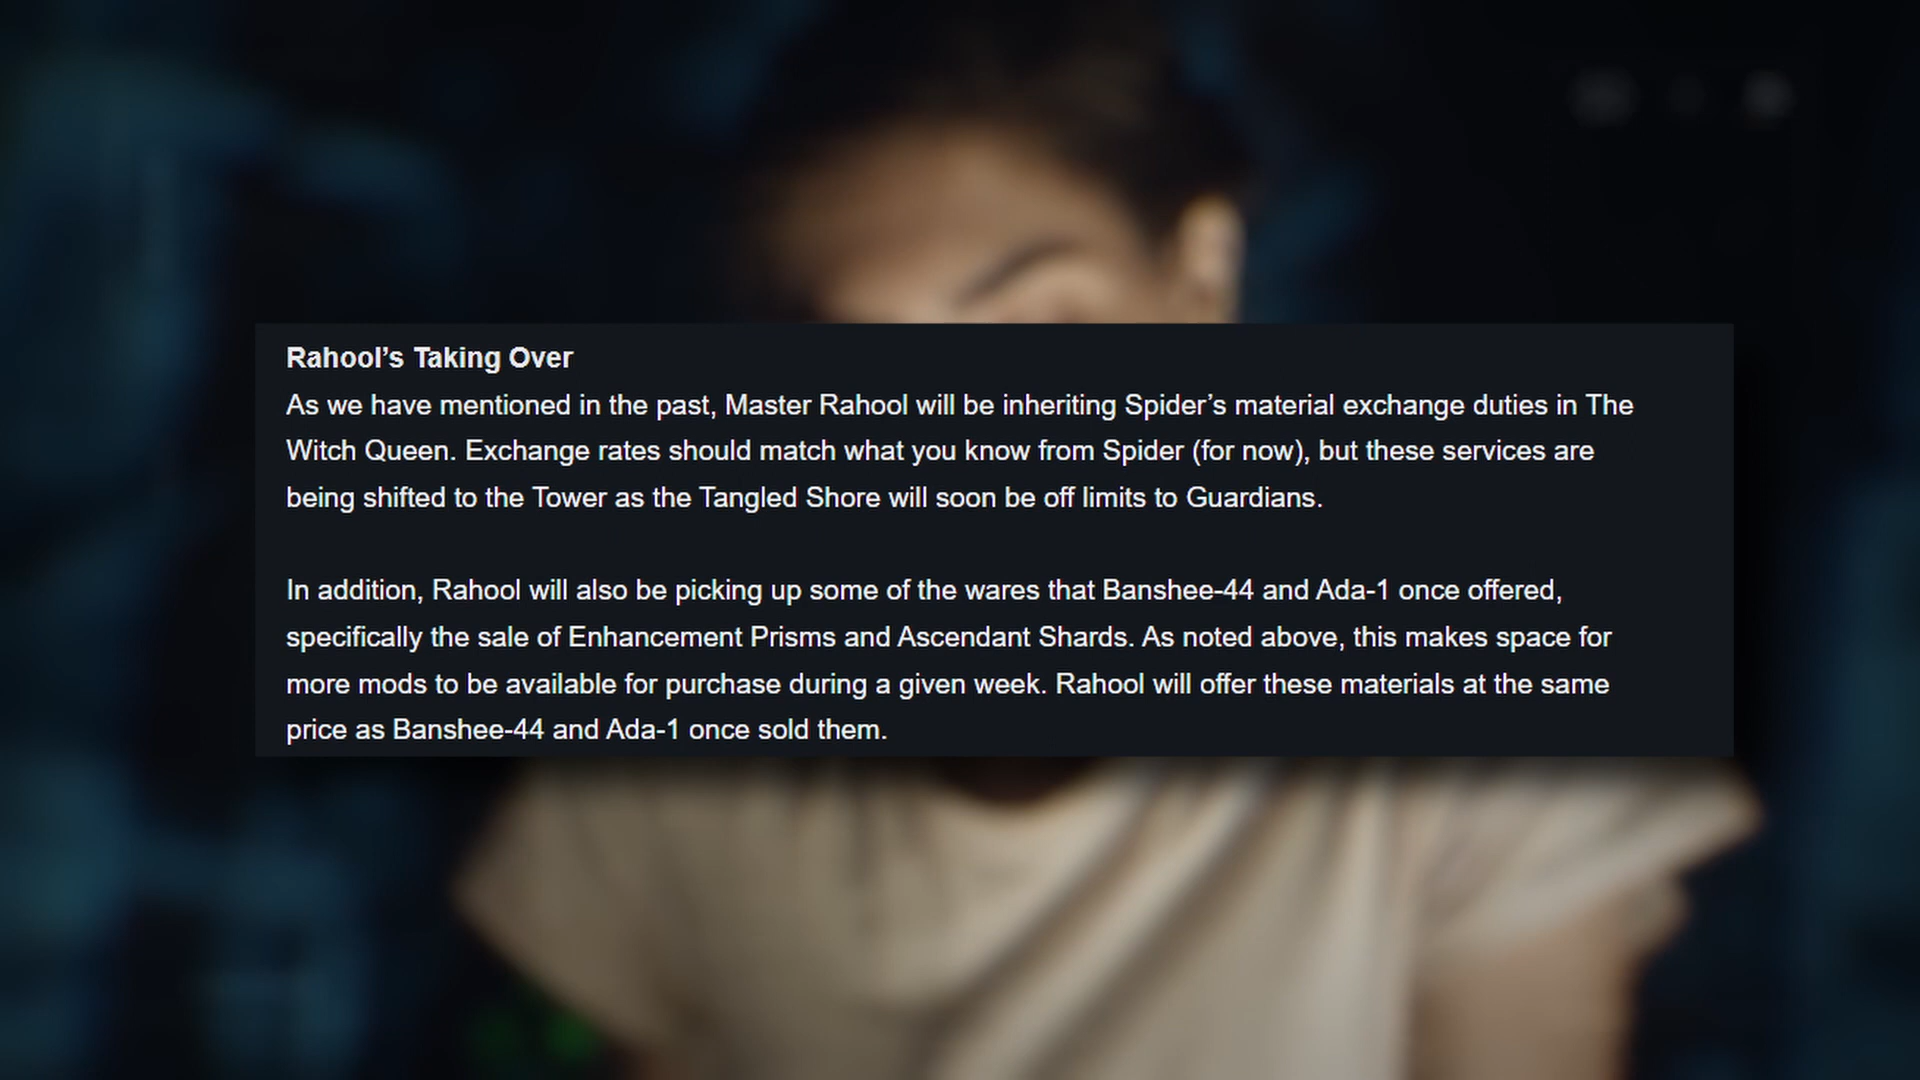 Rahool’s Taking Over
As we have mentioned in the past, Master Rahool will be inheriting Spider’s material exchange duties in The
Witch Queen. Exchange rates should match what you know from Spider (for now), but these services are
being shifted to the Tower as the Tangled Shore will soon be off limits to Guardians.
In addition, Rahool will also be picking up some of the wares that Banshee-44 and Ada-1 once offered,
specifically the sale of Enhancement Prisms and Ascendant Shards. As noted above, this makes space for
more mods to be available for purchase during a given week. Rahool will offer these materials at the same
price as Banshee-44 and Ada-1 once sold them.